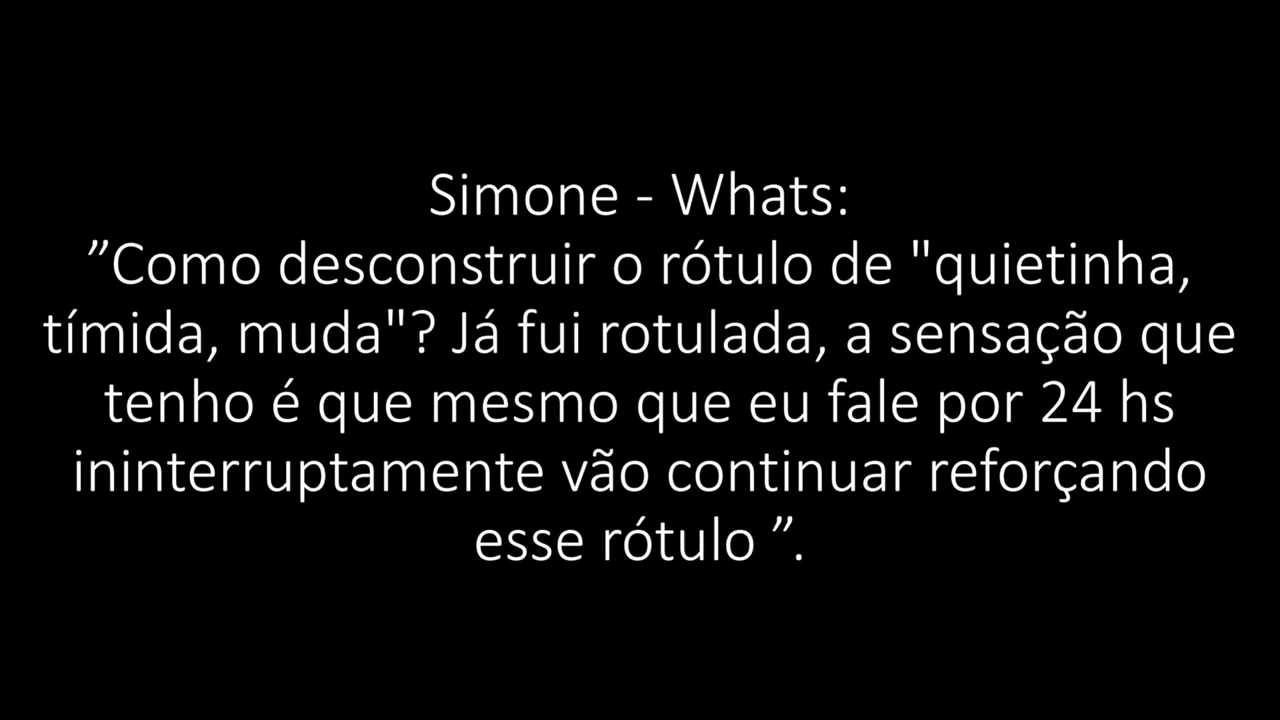 Simone - Whats:
”Como desconstruir o rótulo de "quietinha,
tímida, muda"? Já fui rotulada, a sensação que
tenho é que mesmo que eu fale por 24 hs
ininterruptamente vão continuar reforçando
esse rótulo ”.